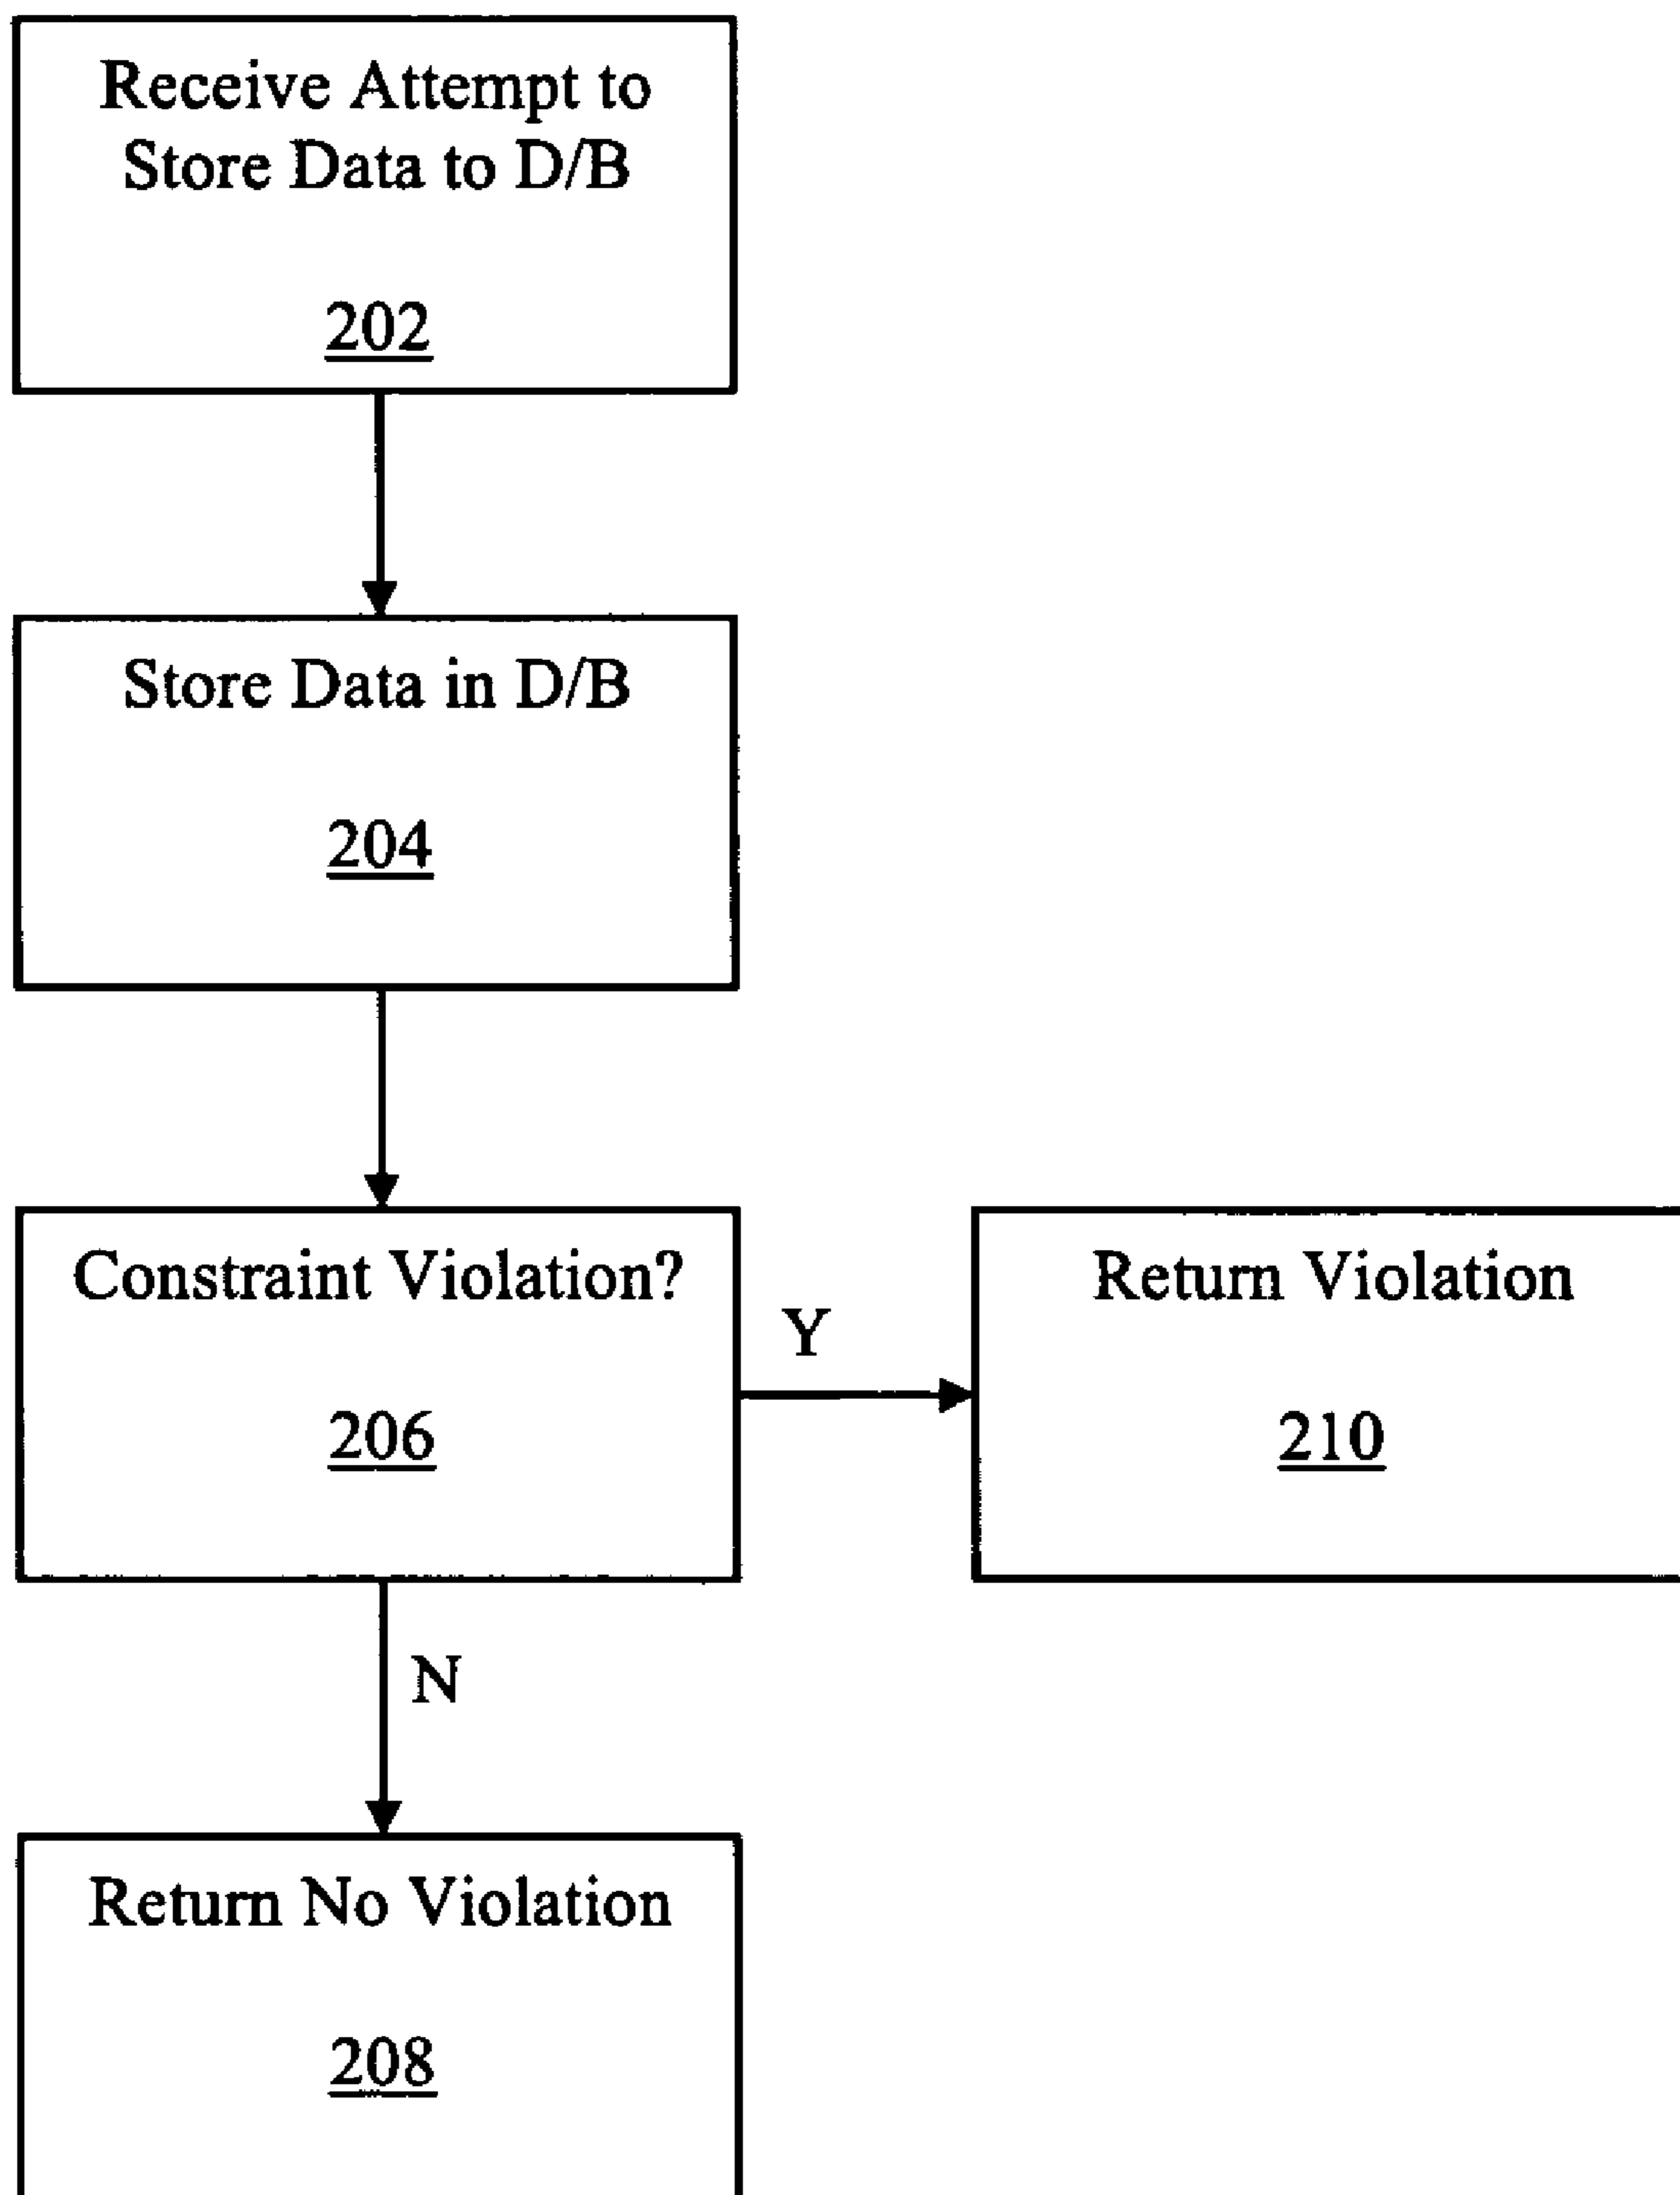 Receive Attempt to
Store Data to D/B
202
Store Data in D/B
204
Constraint Violation?
206
Y
Return Violation
210
N
Return No Violation
208